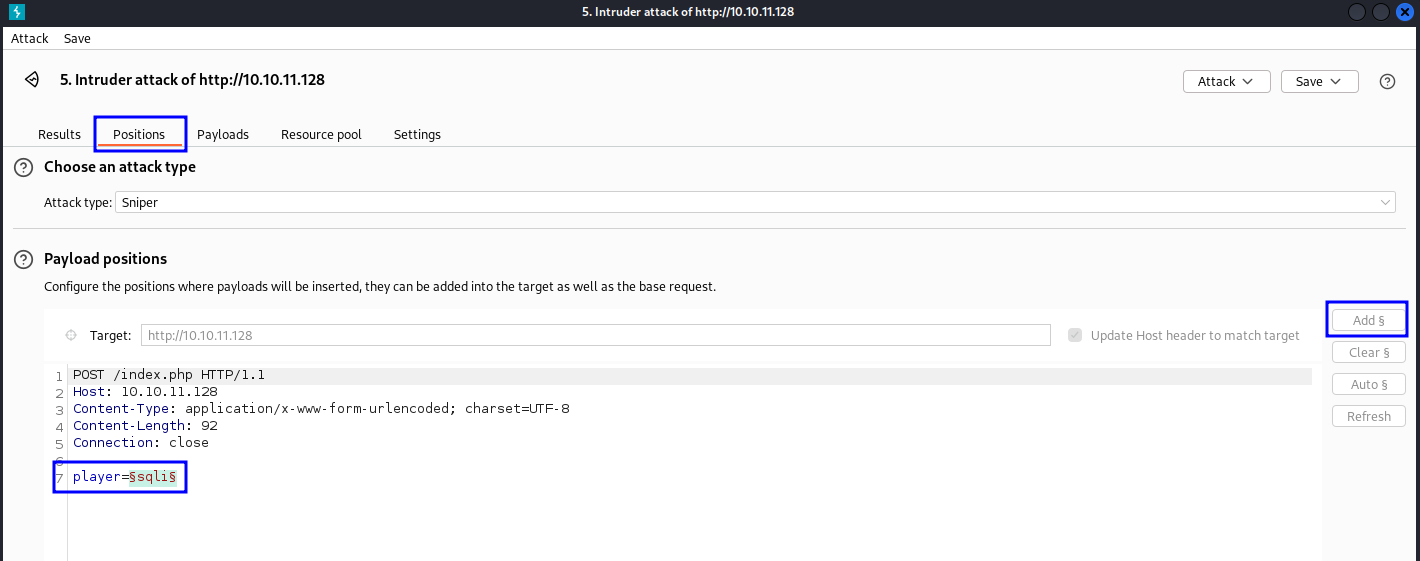 5. Intruder attack of http://10.10.11.128
Attack Save
5. Intruder attack of http://10.10.11.128
Attack Save ?
Results Positions Payloads Resource pool Settings
? Choose an attack type
Attack type: Sniper
? Payload positions
Configure the positions where payloads will be inserted, they can be added into the target as well as the base request.
Target: http://10.10.11.128 Update Host header to match target
Add §
Clear §
Auto §
Refresh
1 POST /index.php HTTP/1.1
2 Host: 10.10.11.128
3 Content-Type: application/x-www-form-urlencoded; charset=UTF-8
4 Content-Length: 92
5 Connection: close
6
7 player=§sqli§